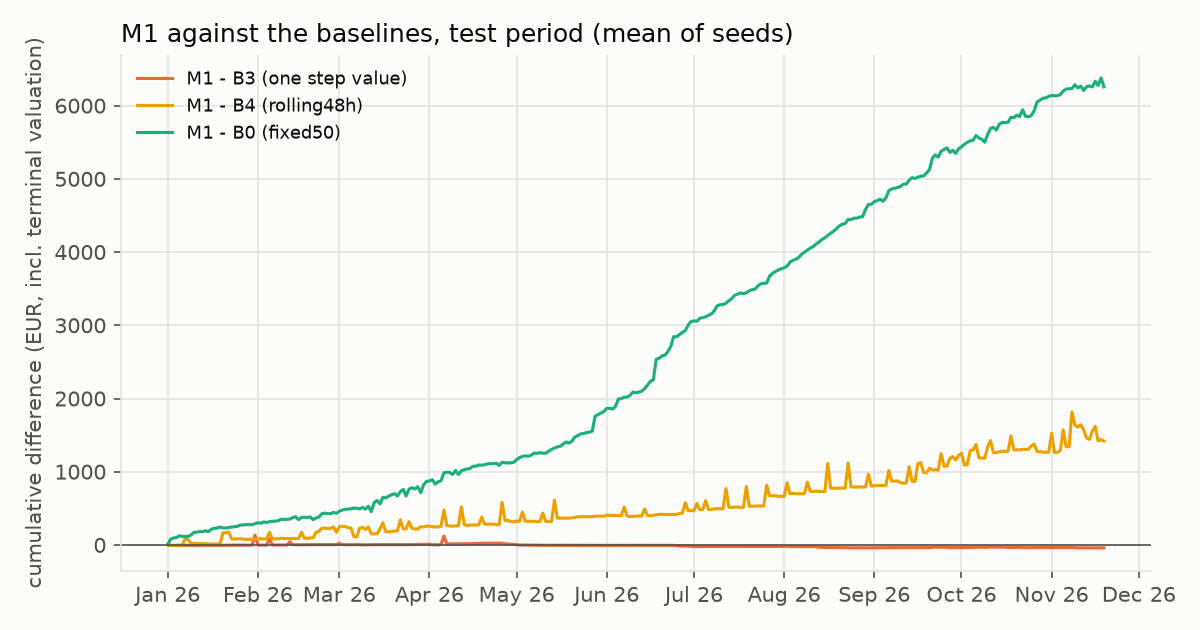 M1 against the baselines, test period (mean of seeds)
cumulative difference (EUR, incl. terminal valuation)
M1 - B3 (one step value)
M1 - B4 (rolling48h)
M1 - B0 (fixed50)
6000
5000
4000
3000
2000
1000
0
Jan 26 Feb 26 Mar 26 Apr 26 May 26 Jun 26 Jul 26 Aug 26 Sep 26 Oct 26 Nov 26 Dec 26